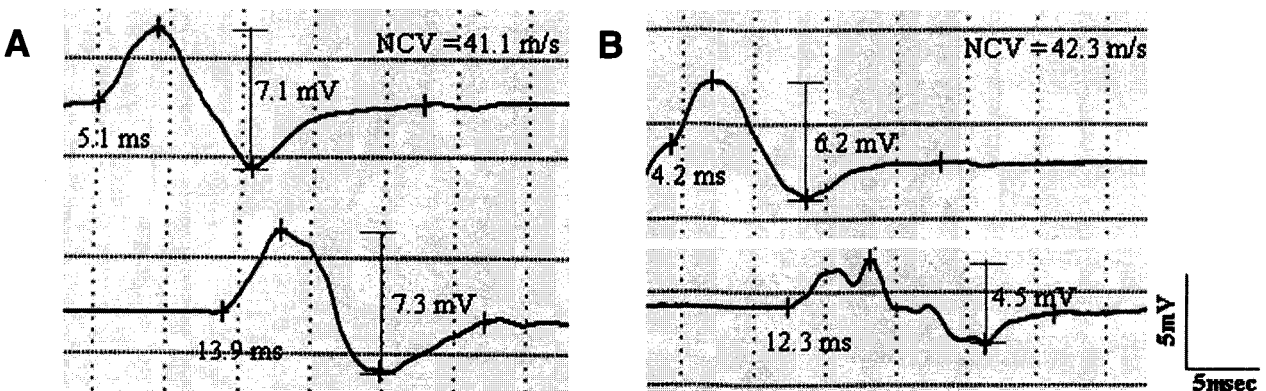 A
NCV =41.1 m/s
7.1 mV
5.1 ms
7.3 mV
13.9 ms
B
NCV =42.3 m/s
6.2 mV
4.2 ms
4.5 mV
12.3 ms
5mV
5msec